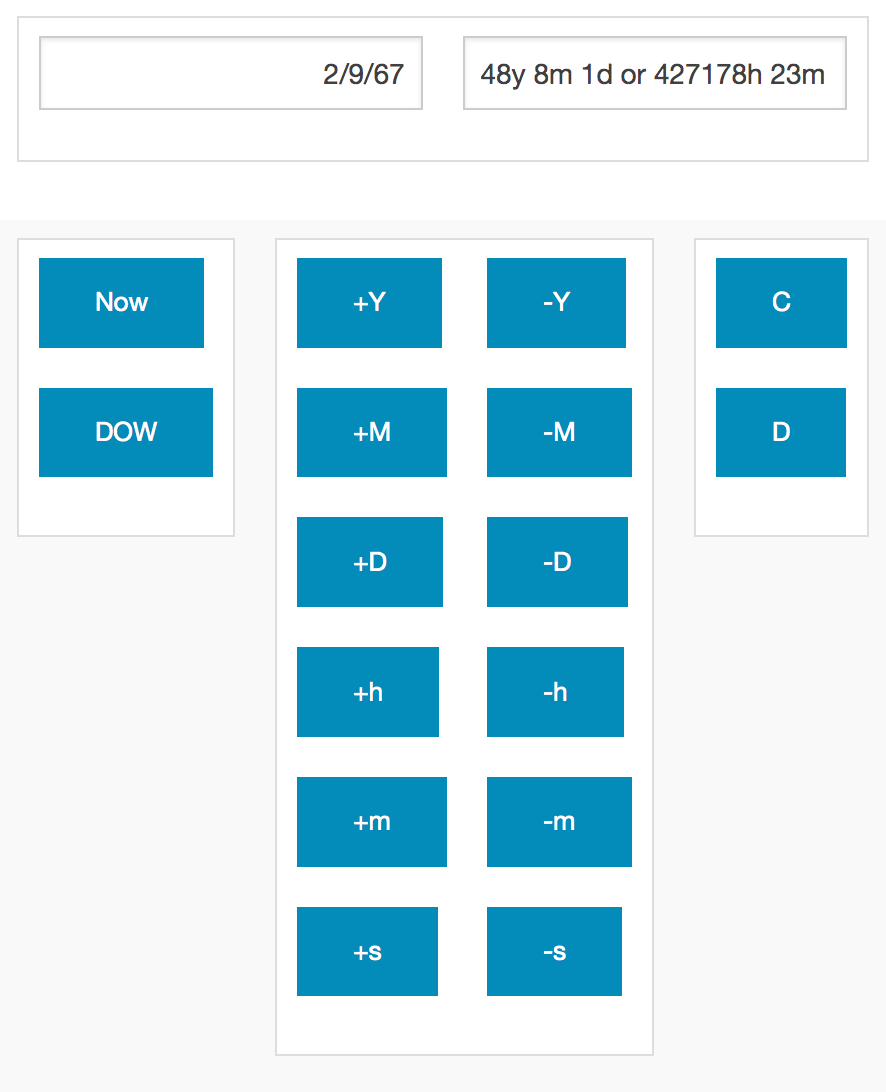 2/9/67
48y 8m 1d or 427178h 23m
Now
DOW
+Y -Y
+M -M
+D -D
+h -h
+m -m
+s -s
C
D